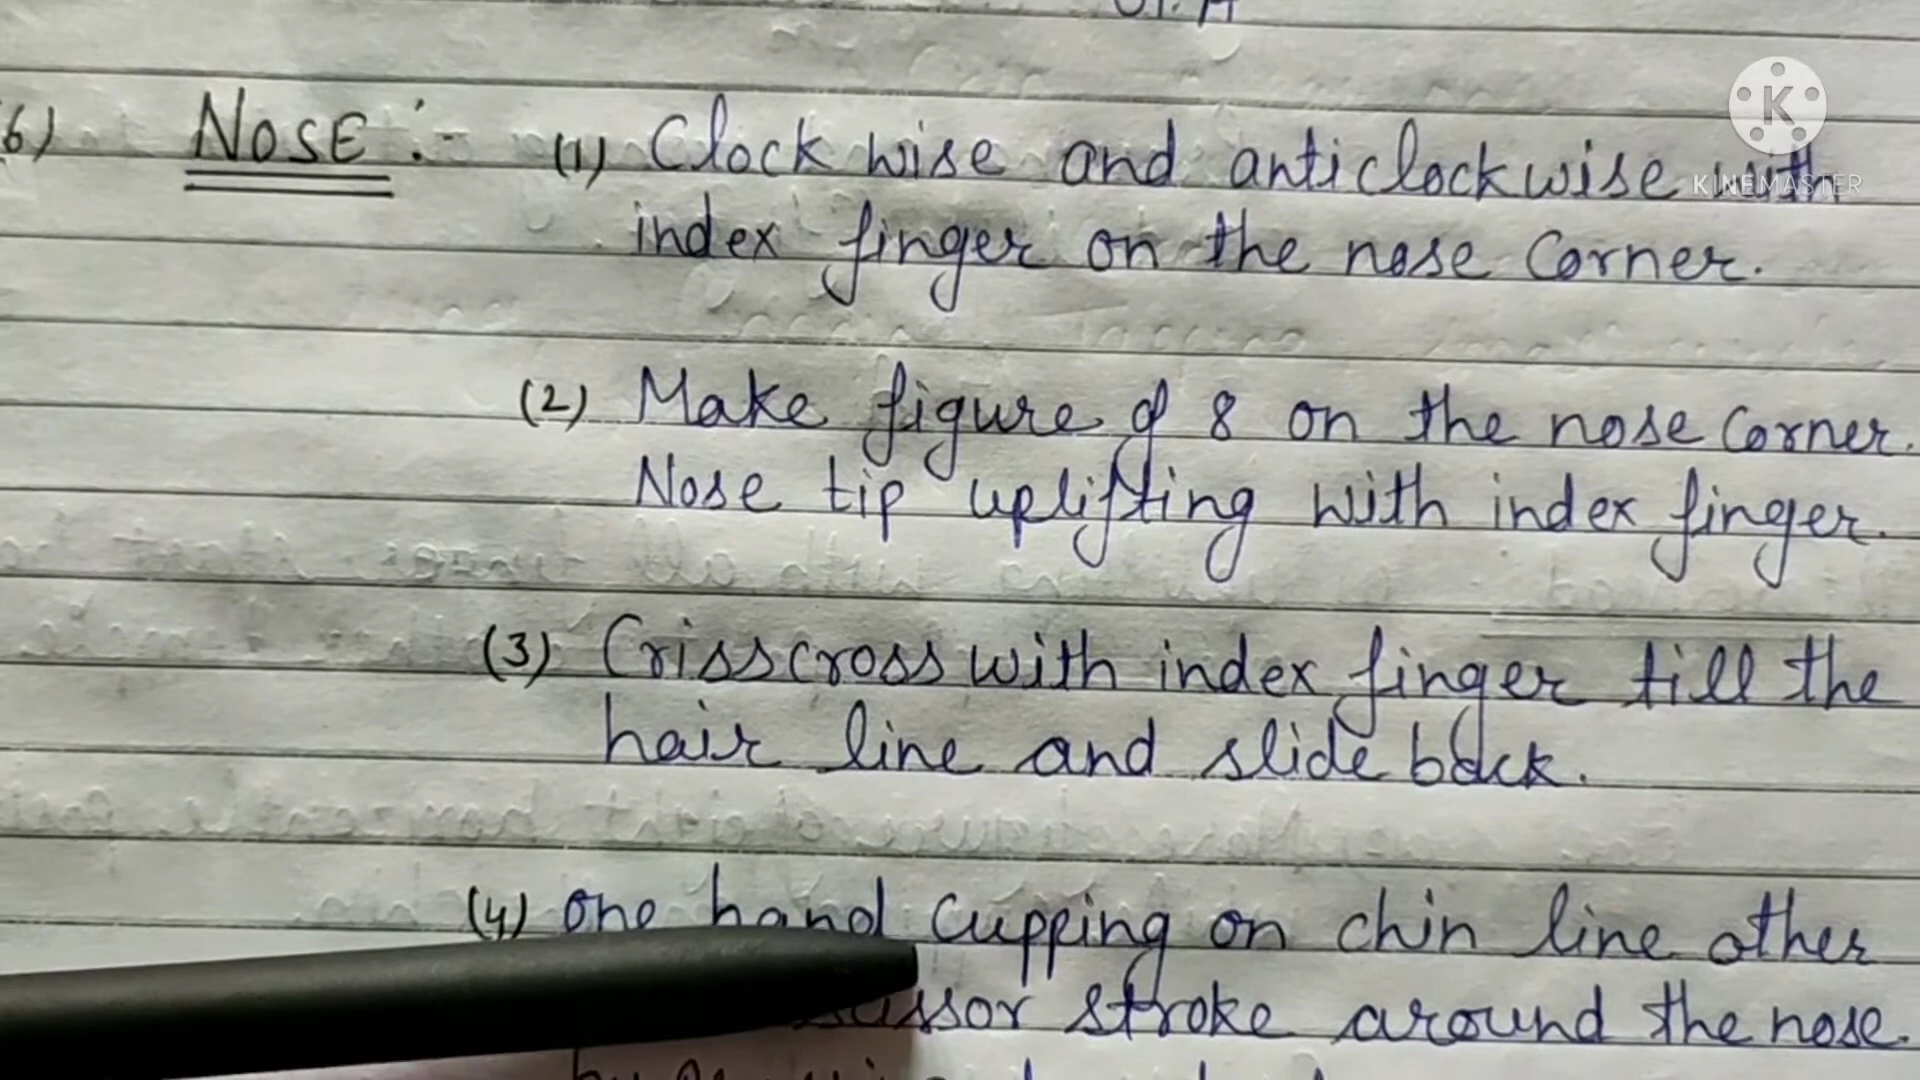 6) NOSE :- (1) Clockwise and anticlockwise with
index finger on the nose Corner.
(2) Make figure of 8 on the nose Corner.
Nose tip uplifting with index finger.
(3) Crisscross with index finger till the
hair line and slide back.
(4) One hand Cupping on chin line other
scissor stroke around the nose.
KINEMASTER